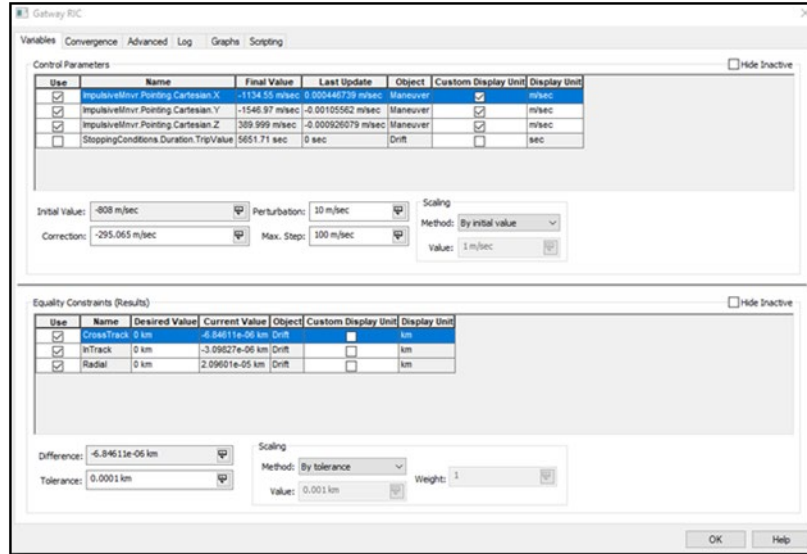 Gatway RIC
Variables Convergence Advanced Log Graphs Scripting
Control Parameters
Hide Inactive
Use Name Final Value Last Update Object Custom Display Unit Display Unit
ImpulsiveMnvr.Pointing.Cartesian.X -1134.55 m/sec 0.000446739 m/sec Maneuver m/sec
ImpulsiveMnvr.Pointing.Cartesian.Y -1546.97 m/sec -0.00105562 m/sec Maneuver m/sec
ImpulsiveMnvr.Pointing.Cartesian.Z 389.999 m/sec -0.000926079 m/sec Maneuver m/sec
StoppingConditions.Duration.TripValue 5651.71 sec 0 sec Drift sec
Scaling
Initial Value: -808 m/sec Perturbation: 10 m/sec Method: By initial value
Correction: -295.065 m/sec Max. Step: 100 m/sec Value: 1 m/sec
Equality Constraints (Results)
Hide Inactive
Use Name Desired Value Current Value Object Custom Display Unit Display Unit
CrossTrack 0 km -6.84611e-06 km Drift km
InTrack 0 km -3.09827e-06 km Drift km
Radial 0 km 2.09601e-05 km Drift km
Scaling
Difference: -6.84611e-06 km Method: By tolerance Weight: 1
Tolerance: 0.0001 km Value: 0.001 km
OK Help